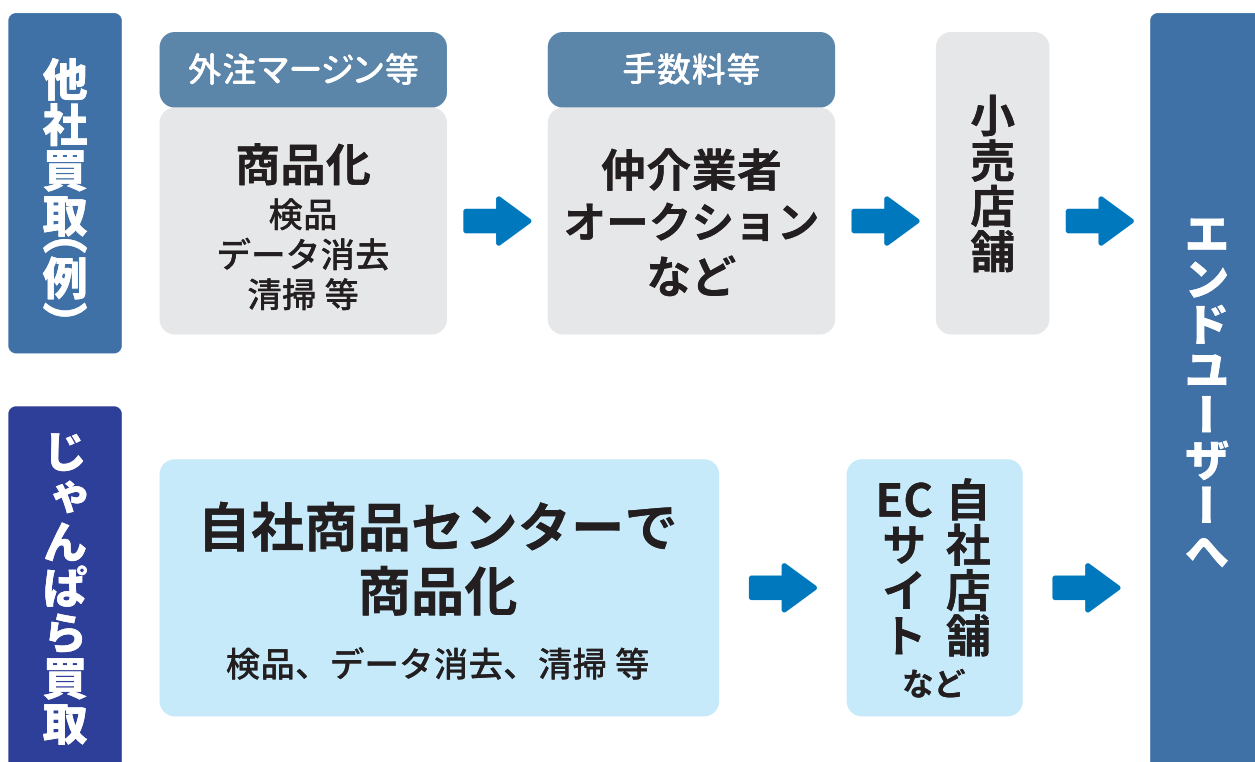 他社買取(例)
外注マージン等
商品化
検品
データ消去
清掃 等
手数料等
仲介業者
オークション
など
小売店舗
エンドユーザーへ
じゃんぱら買取
自社商品センターで
商品化
検品、データ消去、清掃 等
自社店舗
ECサイト
など